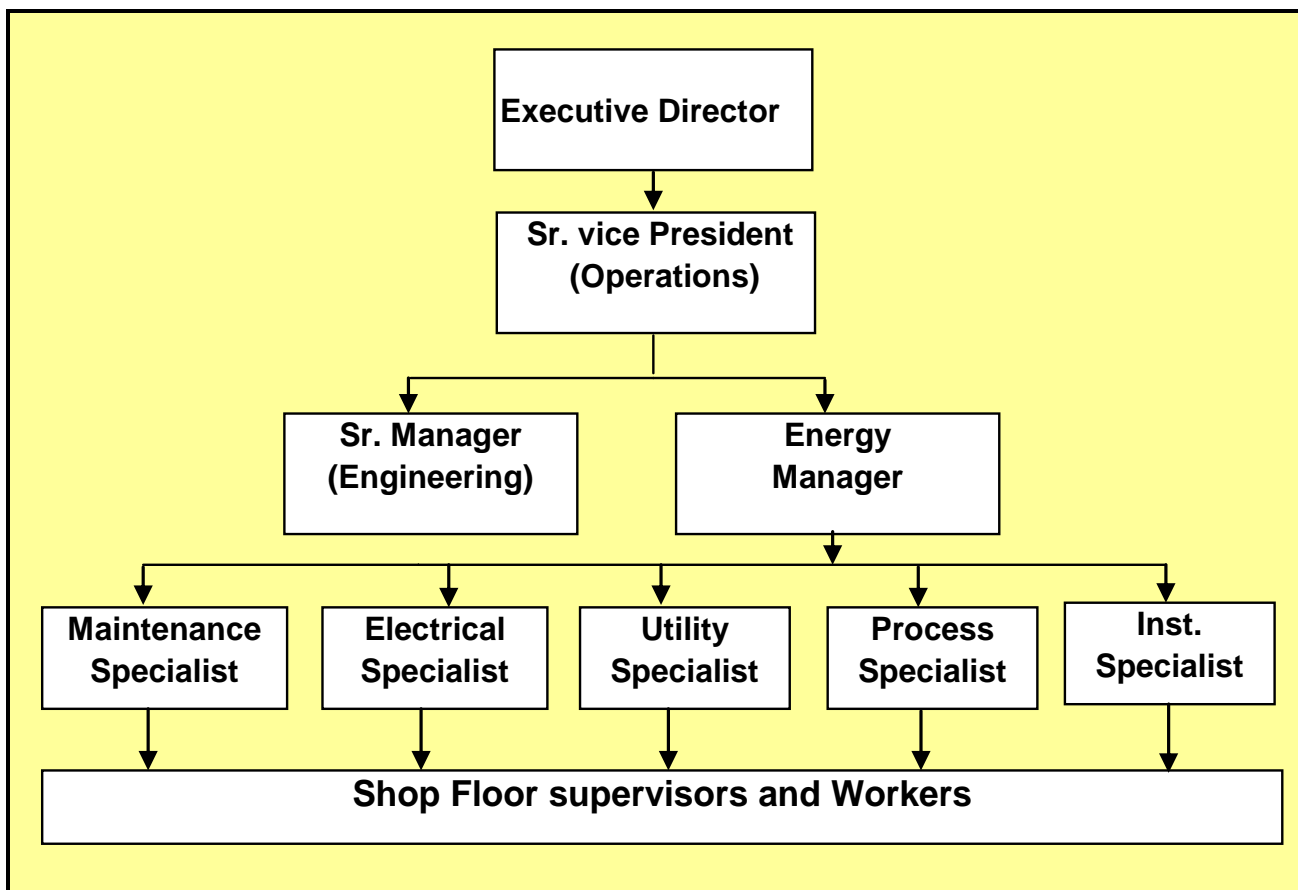 Executive Director
Sr. vice President
(Operations)
Sr. Manager
(Engineering)
Energy
Manager
Maintenance
Specialist
Electrical
Specialist
Utility
Specialist
Process
Specialist
Inst.
Specialist
Shop Floor supervisors and Workers